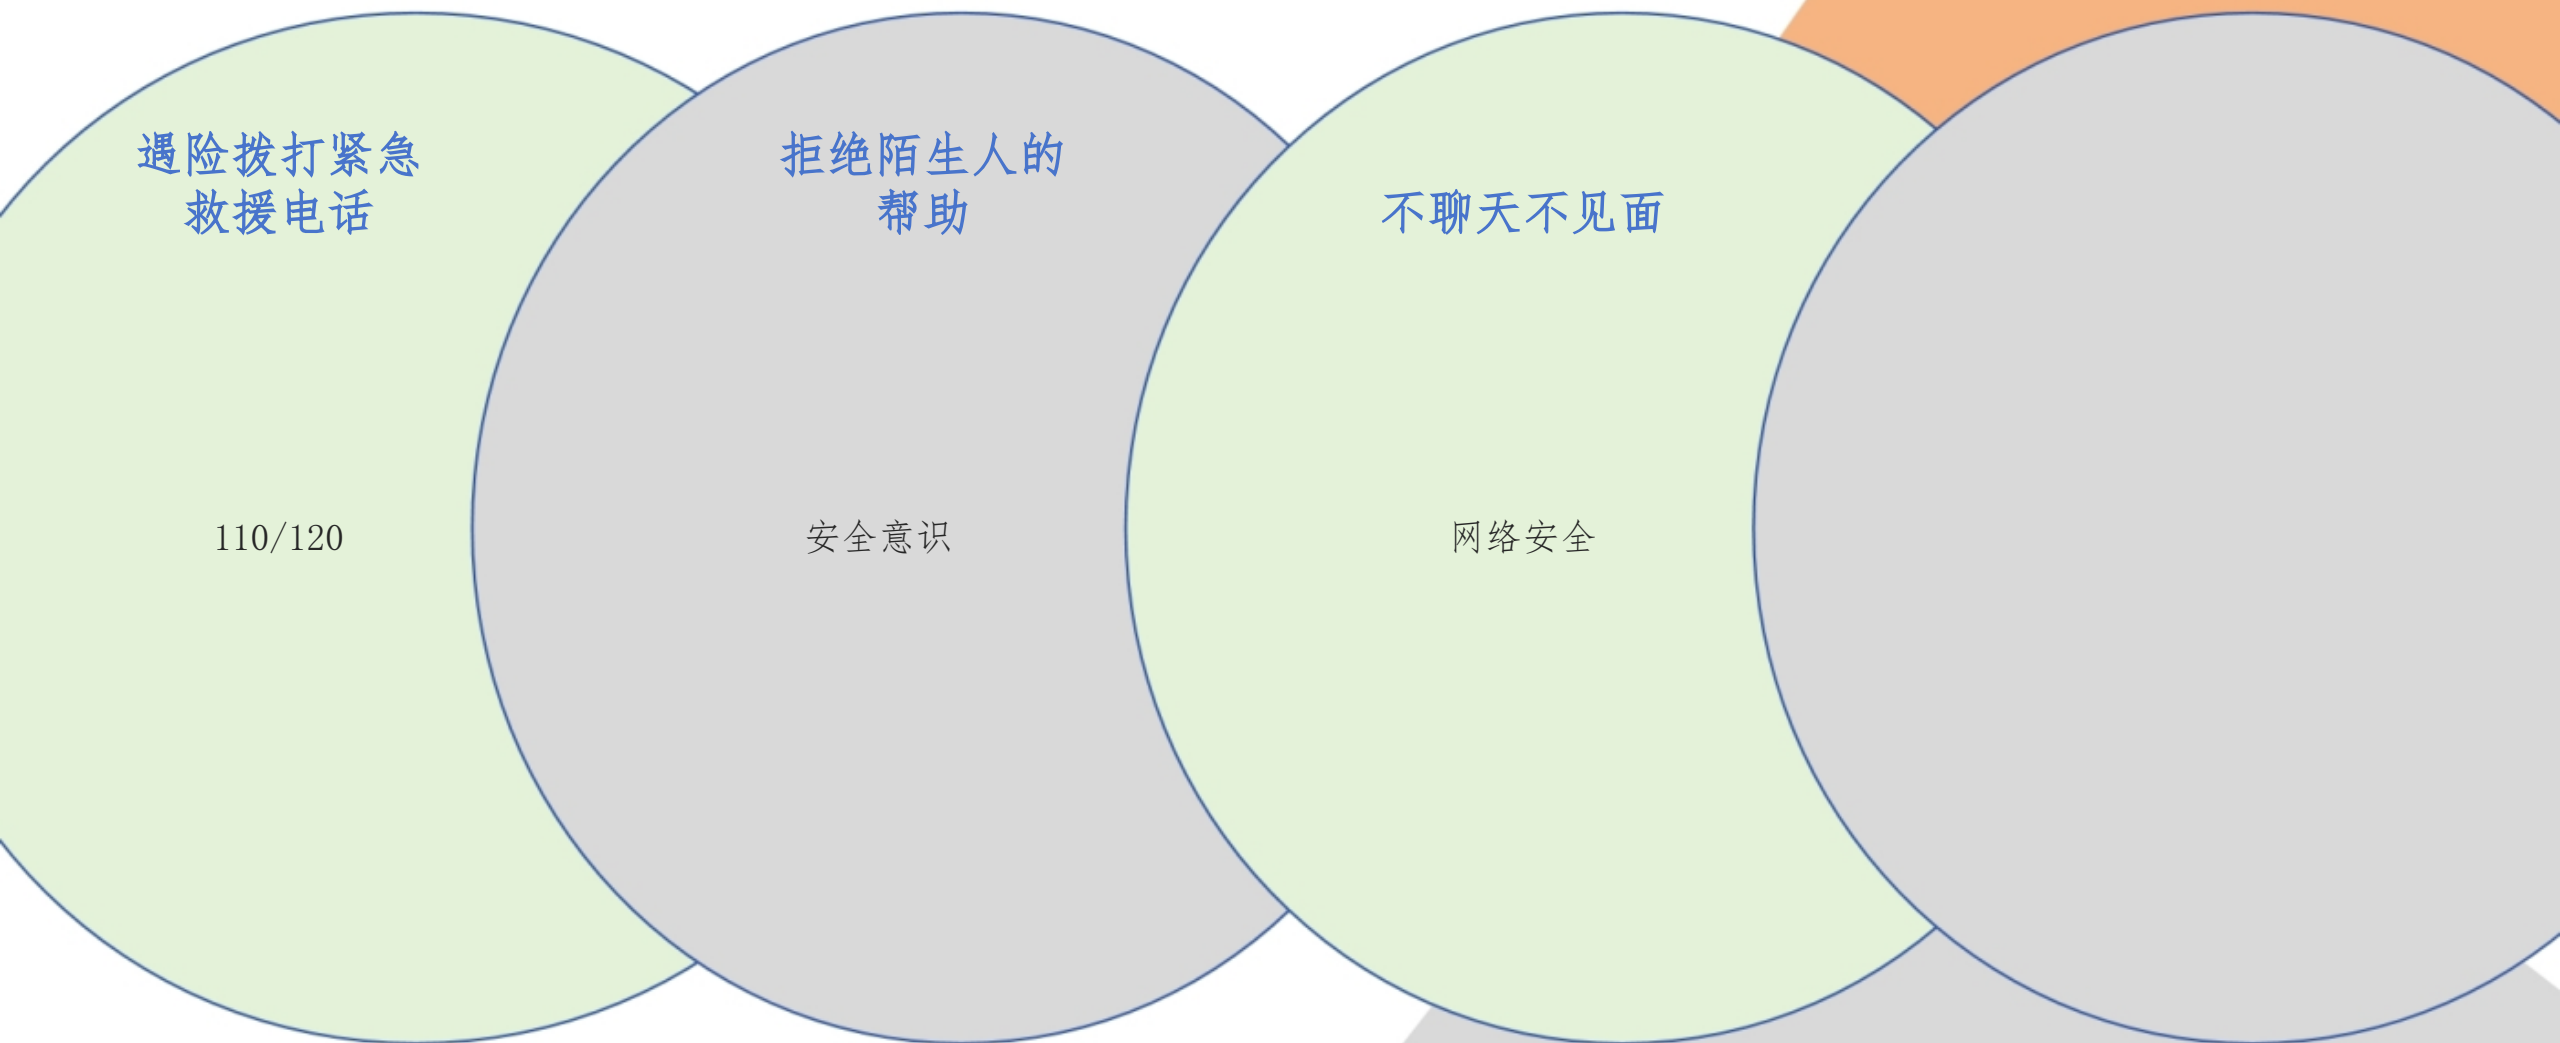 遇险拨打紧急
救援电话
110/120
拒绝陌生人的
帮助
安全意识
不聊天不见面
网络安全